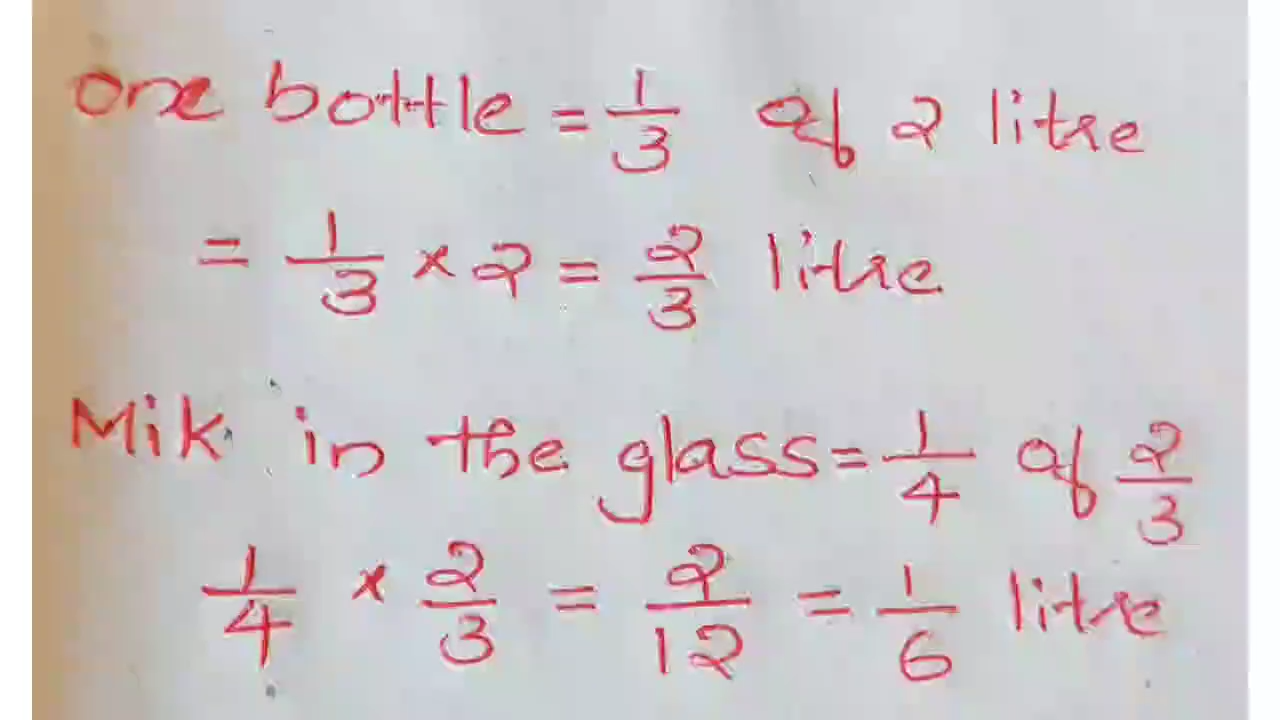 one bottle = 1/3 of 2 litre
= 1/3 × 2 = 2/3 litre
Mik in the glass = 1/4 of 2/3
1/4 × 2/3 = 2/12 = 1/6 litre